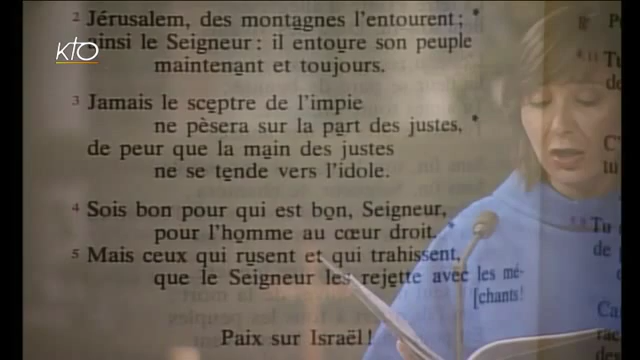 2 Jérusalem, des montagnes l'entourent; *
ainsi le Seigneur : il entoure son peuple
maintenant et toujours.
3 Jamais le sceptre de l'impie
ne pèsera sur la part des justes, *
de peur que la main des justes
ne se tende vers l'idole.
4 Sois bon pour qui est bon, Seigneur,
pour l'homme au cœur droit. *
5 Mais ceux qui rusent et qui trahissent,
que le Seigneur les rejette avec les mé-
[chants!
Paix sur Israël!
KTO
Tu
Tu